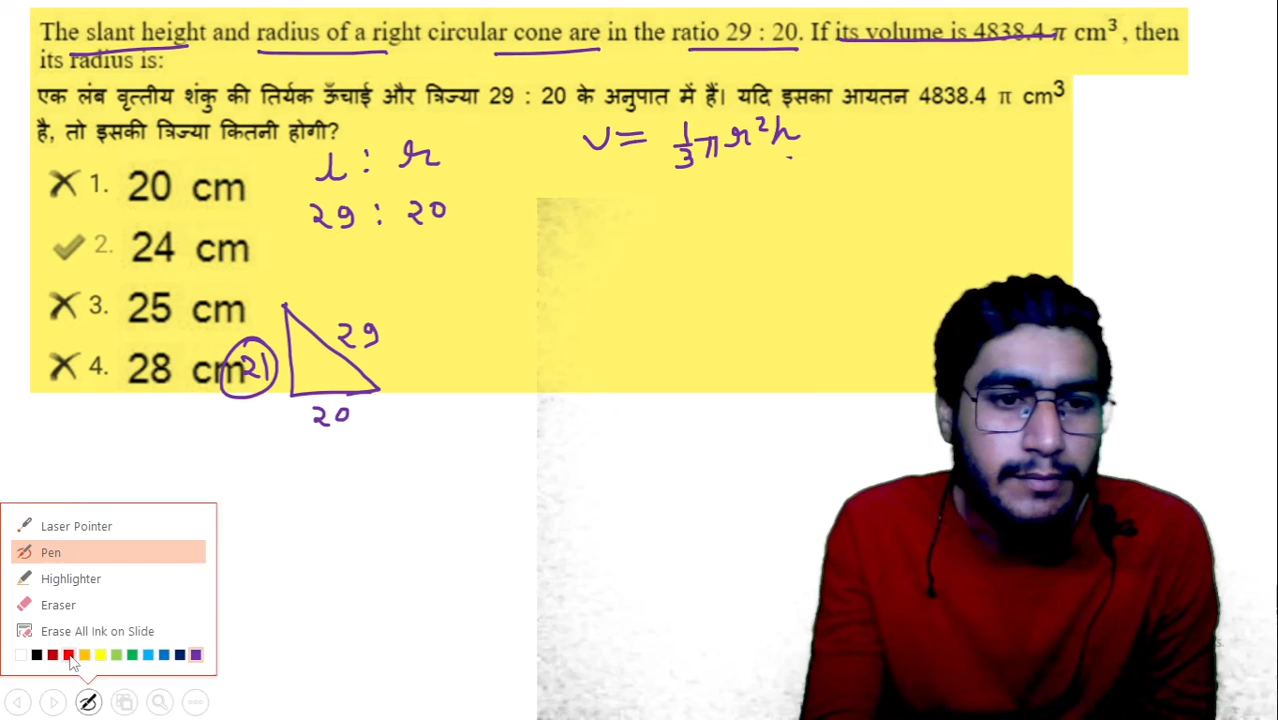 The slant height and radius of a right circular cone are in the ratio 29 : 20. If its volume is 4838.4 π cm³, then
its radius is:
एक लंब वृत्तीय शंकु की तिर्यक ऊँचाई और त्रिज्या 29 : 20 के अनुपात में हैं। यदि इसका आयतन 4838.4 π cm³
है, तो इसकी त्रिज्या कितनी होगी?
V = 1/3 πr²h
l : r
1. 20 cm
29 : 20
2. 24 cm
3. 25 cm
29
4. 28 cm
21
20
Laser Pointer
Pen
Highlighter
Eraser
Erase All Ink on Slide